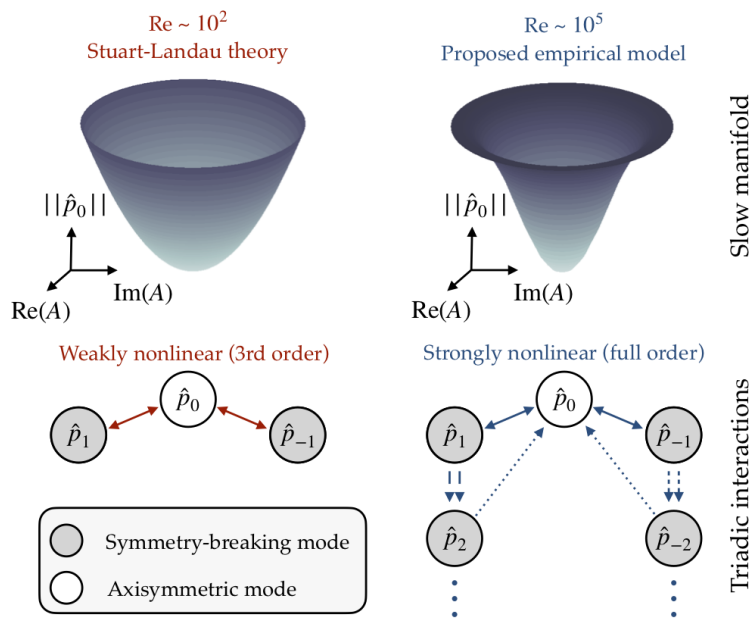 Re ~ 10²
Stuart-Landau theory
Re ~ 10⁵
Proposed empirical model
||p̂₀||
Im(A)
Re(A)
||p̂₀||
Im(A)
Re(A)
Slow manifold
Weakly nonlinear (3rd order)
p̂₀
p̂₁
p̂₋₁
Strongly nonlinear (full order)
p̂₀
p̂₁
p̂₋₁
p̂₂
p̂₋₂
Triadic interactions
Symmetry-breaking mode
Axisymmetric mode